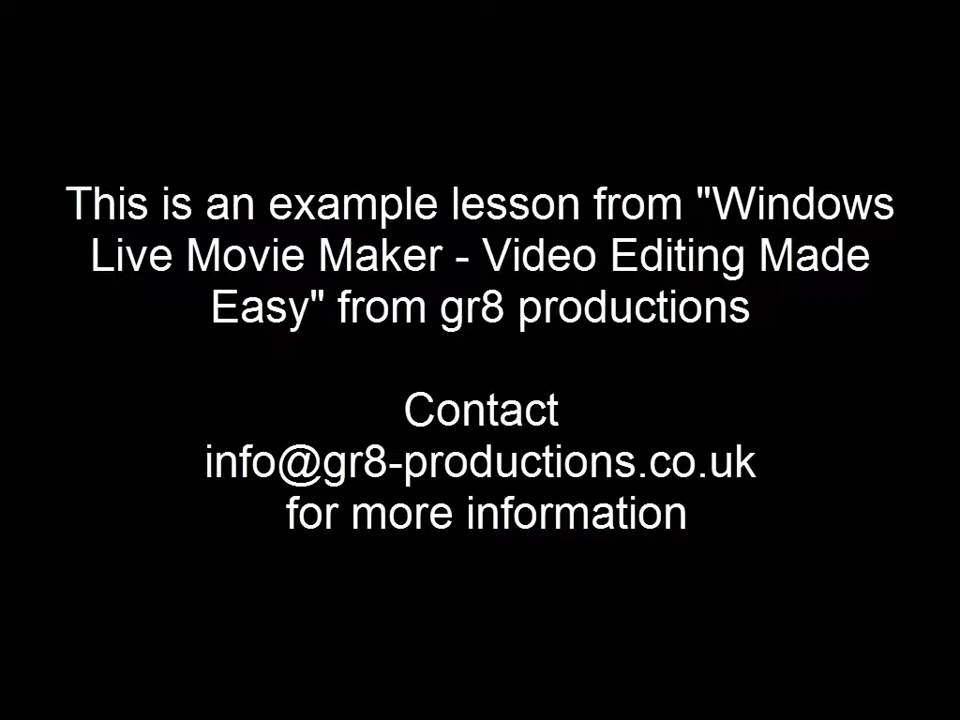 This is an example lesson from "Windows
Live Movie Maker - Video Editing Made
Easy" from gr8 productions
Contact
info@gr8-productions.co.uk
for more information